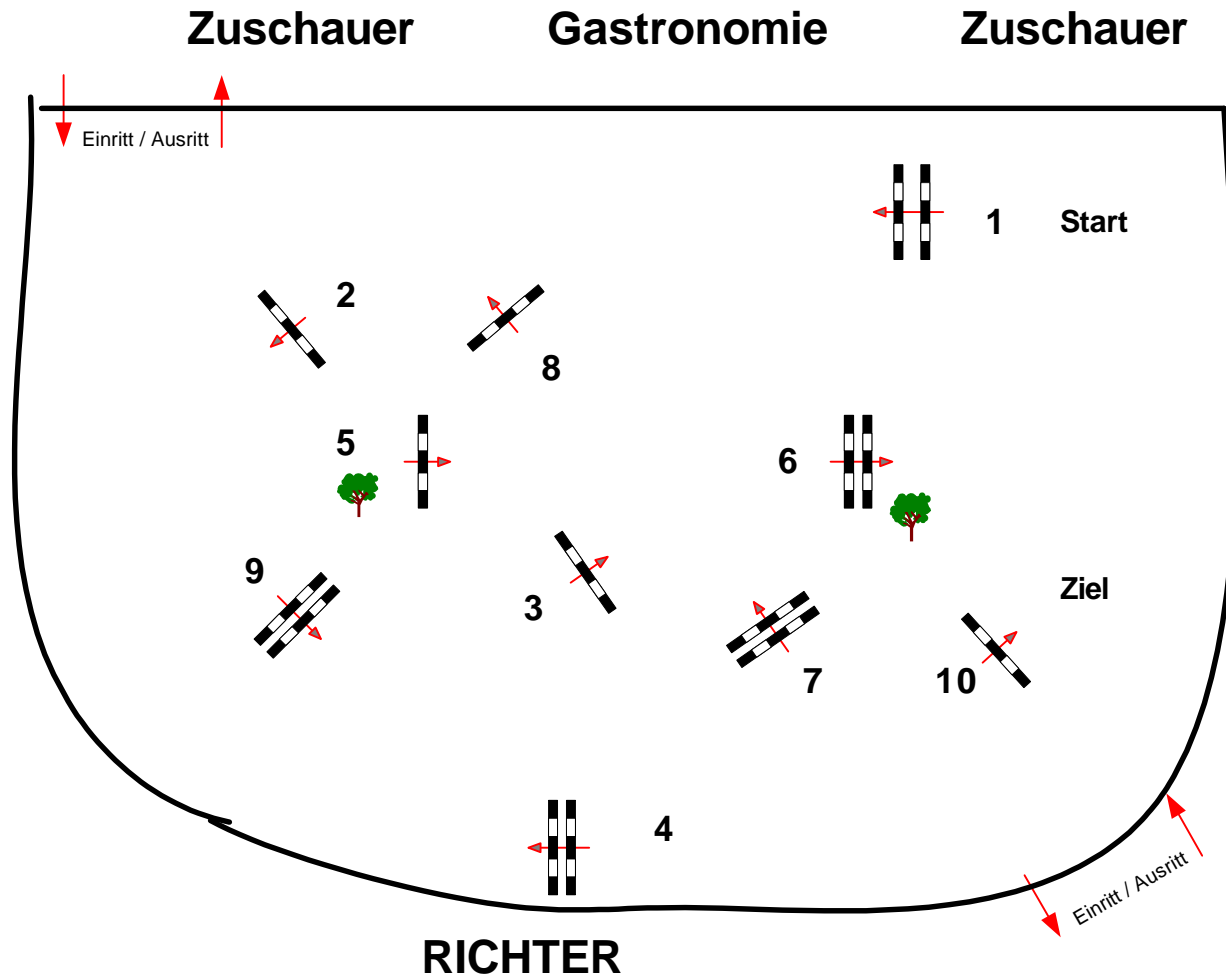 Zuschauer Gastronomie Zuschauer
Einritt / Ausritt
1 Start
2
8
5
6
9
3
Ziel
7
10
4
Einritt / Ausritt
RICHTER